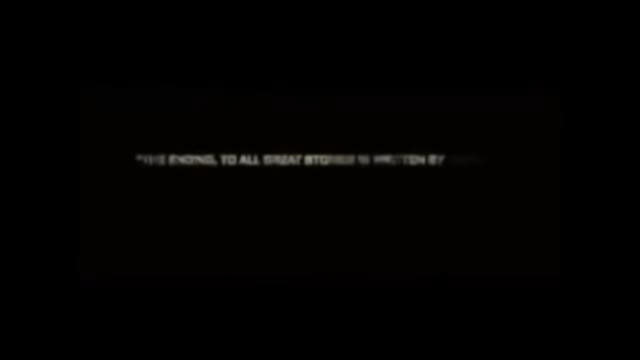 "THE ENDING, TO ALL GREAT STORIES IS WRITTEN BY